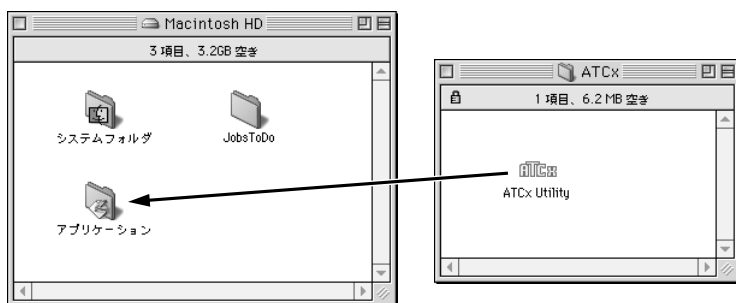 Macintosh HD
3 項目、3.2GB 空き
システムフォルダ
JobsToDo
アプリケーション
ATCx
1 項目、6.2 MB 空き
ATCx
ATCx Utility